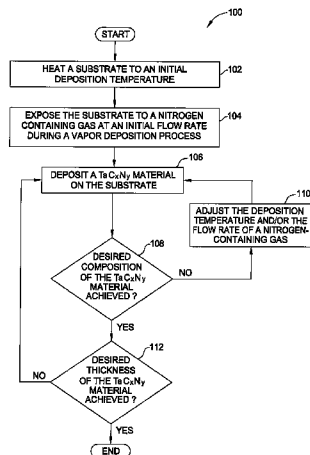 100
START
HEAT A SUBSTRATE TO AN INITIAL
DEPOSITION TEMPERATURE
102
EXPOSE THE SUBSTRATE TO A NITROGEN
CONTAINING GAS AT AN INITIAL FLOW RATE
DURING A VAPOR DEPOSITION PROCESS
104
DEPOSIT A TaCxNy MATERIAL
ON THE SUBSTRATE
106
ADJUST THE DEPOSITION
TEMPERATURE AND/OR THE
FLOW RATE OF A NITROGEN-
CONTAINING GAS
110
DESIRED
COMPOSITION
OF THE TaCxNy
MATERIAL
ACHIEVED ?
108
NO
YES
DESIRED
THICKNESS
OF THE TaCxNy
MATERIAL
ACHIEVED ?
112
NO
YES
END